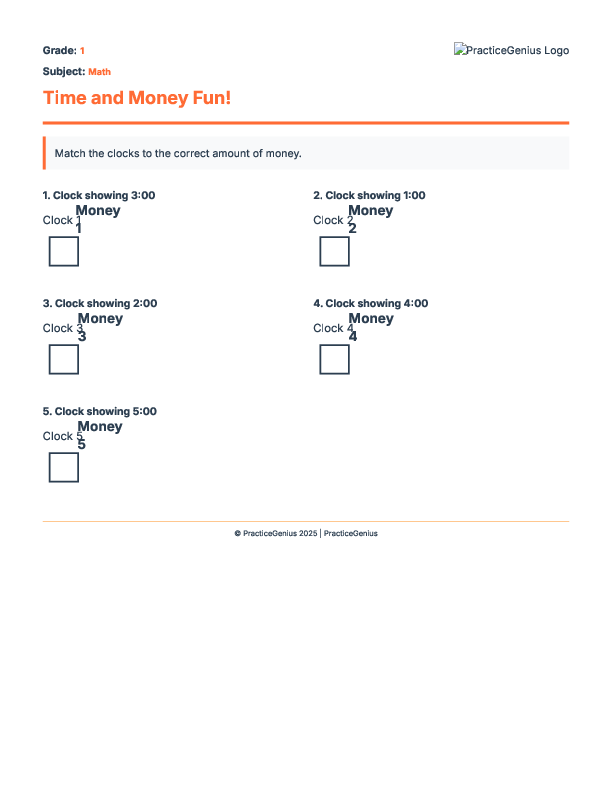 Grade: 1
PracticeGenius Logo
Subject: Math
Time and Money Fun!
Match the clocks to the correct amount of money.
1. Clock showing 3:00
Clock 1
Money
1
2. Clock showing 1:00
Clock 2
Money
2
3. Clock showing 2:00
Clock 3
Money
3
4. Clock showing 4:00
Clock 4
Money
4
5. Clock showing 5:00
Clock 5
Money
5
© PracticeGenius 2025 | PracticeGenius